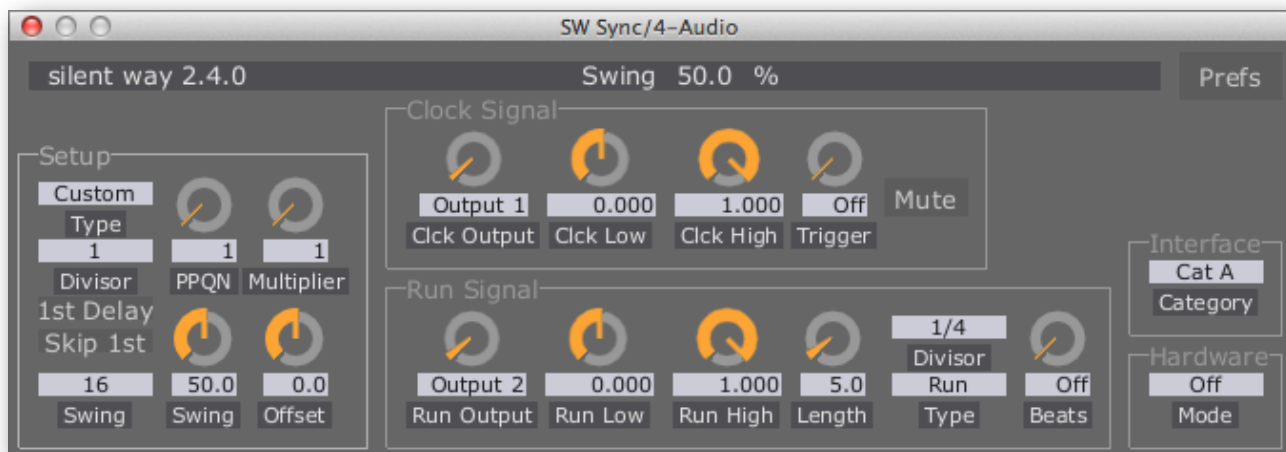 SW Sync/4-Audio
silent way 2.4.0 Swing 50.0 %
Prefs
Setup
Custom
Type
1 1 1
Divisor PPQN Multiplier
1st Delay
Skip 1st
16 50.0 0.0
Swing Swing Offset
Clock Signal
Output 1 0.000 1.000 Off
Clck Output Clck Low Clck High Trigger
Mute
Run Signal
1/4
Divisor
Output 2 0.000 1.000 5.0 Run Off
Run Output Run Low Run High Length Type Beats
Interface
Cat A
Category
Hardware
Off
Mode